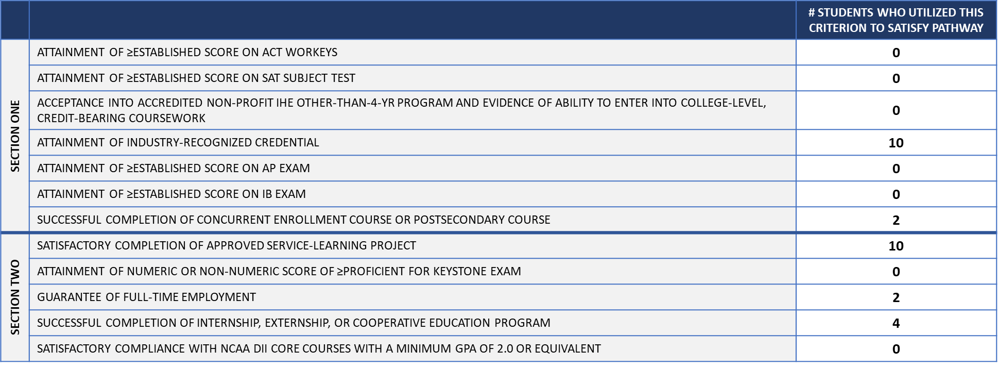 # STUDENTS WHO UTILIZED THIS
CRITERION TO SATISFY PATHWAY
SECTION ONE
ATTAINMENT OF ≥ESTABLISHED SCORE ON ACT WORKEYS
0
ATTAINMENT OF ≥ESTABLISHED SCORE ON SAT SUBJECT TEST
0
ACCEPTANCE INTO ACCREDITED NON-PROFIT IHE OTHER-THAN-4-YR PROGRAM AND EVIDENCE OF ABILITY TO ENTER INTO COLLEGE-LEVEL,
CREDIT-BEARING COURSEWORK
0
ATTAINMENT OF INDUSTRY-RECOGNIZED CREDENTIAL
10
ATTAINMENT OF ≥ESTABLISHED SCORE ON AP EXAM
0
ATTAINMENT OF ≥ESTABLISHED SCORE ON IB EXAM
0
SUCCESSFUL COMPLETION OF CONCURRENT ENROLLMENT COURSE OR POSTSECONDARY COURSE
2
SECTION TWO
SATISFACTORY COMPLETION OF APPROVED SERVICE-LEARNING PROJECT
10
ATTAINMENT OF NUMERIC OR NON-NUMERIC SCORE OF ≥PROFICIENT FOR KEYSTONE EXAM
0
GUARANTEE OF FULL-TIME EMPLOYMENT
2
SUCCESSFUL COMPLETION OF INTERNSHIP, EXTERNSHIP, OR COOPERATIVE EDUCATION PROGRAM
4
SATISFACTORY COMPLIANCE WITH NCAA DII CORE COURSES WITH A MINIMUM GPA OF 2.0 OR EQUIVALENT
0